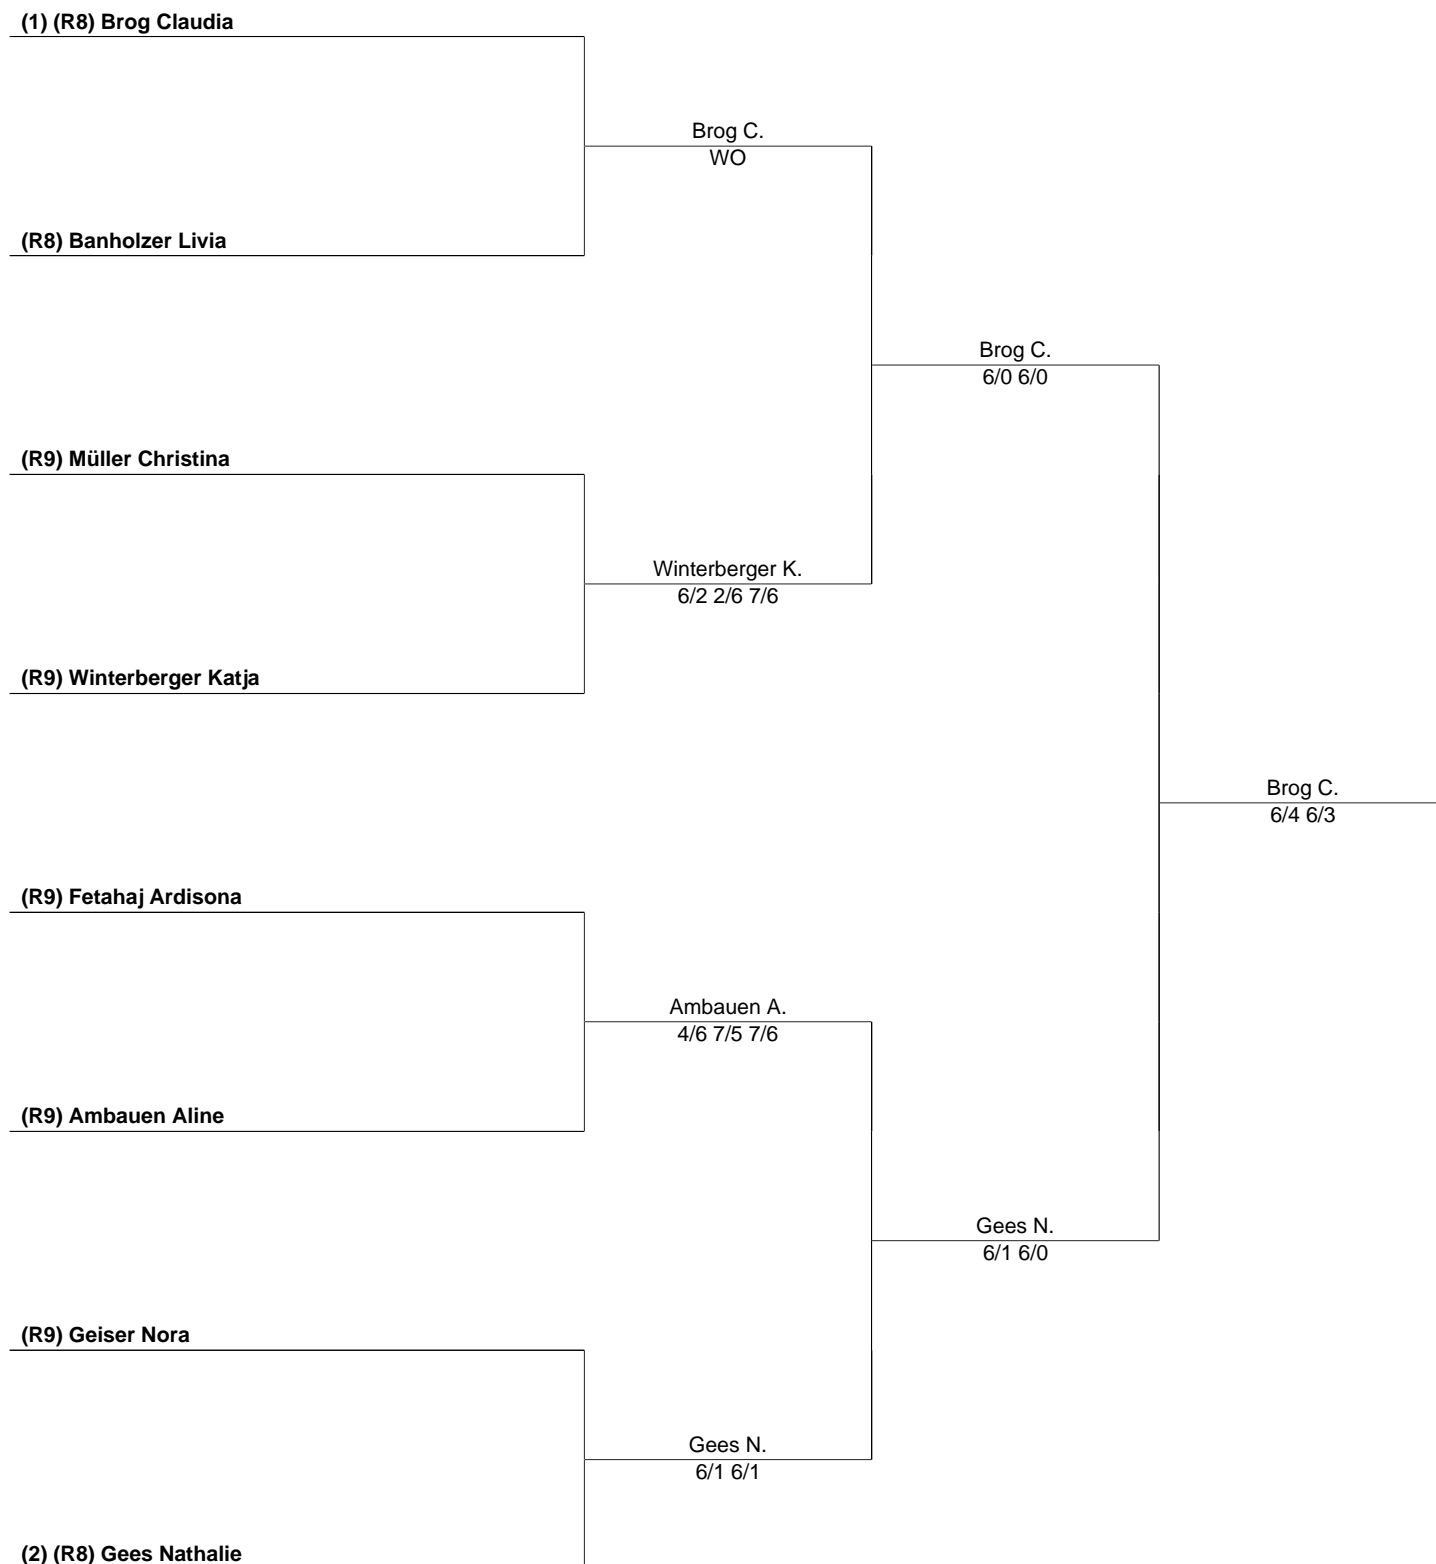 (1) (R8) Brog Claudia
Brog C.
WO
(R8) Banholzer Livia
Brog C.
6/0 6/0
(R9) Müller Christina
Winterberger K.
6/2 2/6 7/6
(R9) Winterberger Katja
Brog C.
6/4 6/3
(R9) Fetahaj Ardisona
Ambauen A.
4/6 7/5 7/6
(R9) Ambauen Aline
Gees N.
6/1 6/0
(R9) Geiser Nora
Gees N.
6/1 6/1
(2) (R8) Gees Nathalie